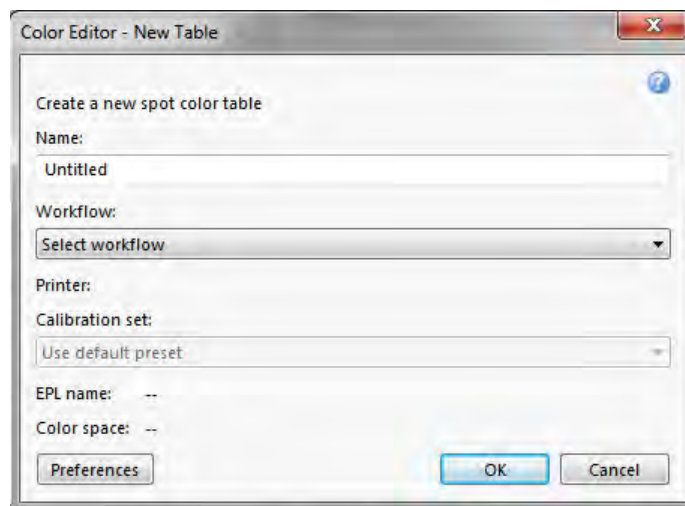 Color Editor - New Table
Create a new spot color table
Name:
Untitled
Workflow:
Select workflow
Printer:
Calibration set:
Use default preset
EPL name: --
Color space: --
Preferences OK Cancel